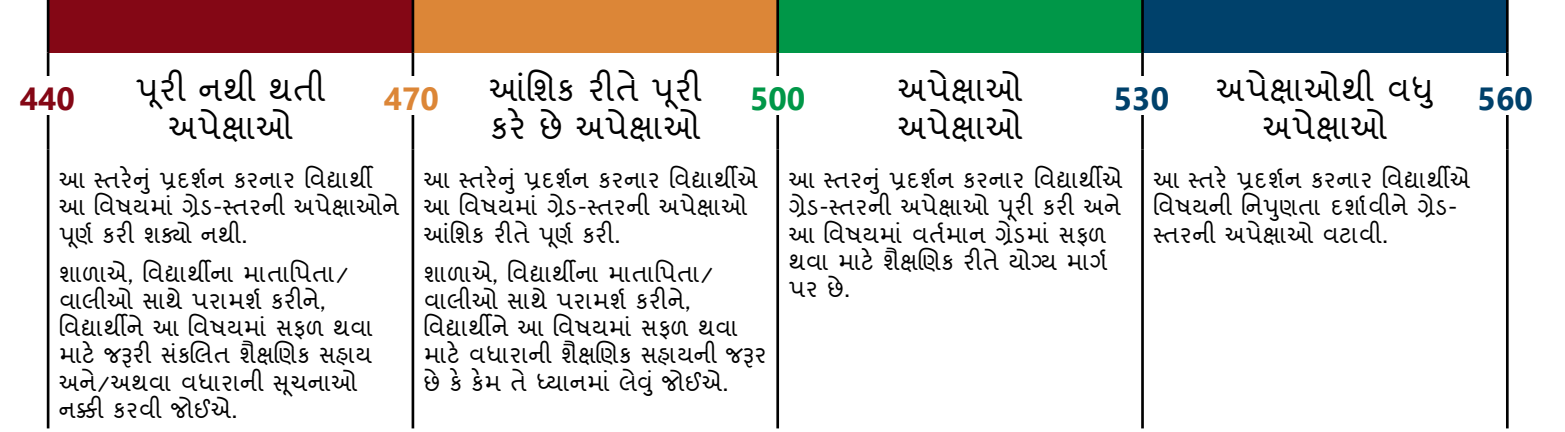 440
પૂરી નથી થતી
અપેક્ષાઓ
470
આંશિક રીતે પૂરી
કરે છે અપેક્ષાઓ
500
અપેક્ષાઓ
અપેક્ષાઓ
530
અપેક્ષાઓથી વધુ
અપેક્ષાઓ
560
આ સ્તરેનું પ્રદર્શન કરનાર વિદ્યાર્થી
આ વિષયમાં ગ્રેડ-સ્તરની અપેક્ષાઓને
પૂર્ણ કરી શક્યો નથી.
શાળાએ, વિદ્યાર્થીના માતાપિતા/
વાલીઓ સાથે પરામર્શ કરીને,
વિદ્યાર્થીને આ વિષયમાં સફળ થવા
માટે જરૂરી સંકલિત શૈક્ષણિક સહાય
અને/અથવા વધારાની સૂચનાઓ
નક્કી કરવી જોઈએ.
આ સ્તરેનું પ્રદર્શન કરનાર વિદ્યાર્થીએ
આ વિષયમાં ગ્રેડ-સ્તરની અપેક્ષાઓ
આંશિક રીતે પૂર્ણ કરી.
શાળાએ, વિદ્યાર્થીના માતાપિતા/
વાલીઓ સાથે પરામર્શ કરીને,
વિદ્યાર્થીને આ વિષયમાં સફળ થવા
માટે વધારાની શૈક્ષણિક સહાયની જરૂર
છે કે કેમ તે ધ્યાનમાં લેવું જોઈએ.
આ સ્તરનું પ્રદર્શન કરનાર વિદ્યાર્થીએ
ગ્રેડ-સ્તરની અપેક્ષાઓ પૂરી કરી અને
આ વિષયમાં વર્તમાન ગ્રેડમાં સફળ
થવા માટે શૈક્ષણિક રીતે યોગ્ય માર્ગ
પર છે.
આ સ્તરે પ્રદર્શન કરનાર વિદ્યાર્થીએ
વિષયની નિપુણતા દર્શાવીને ગ્રેડ-
સ્તરની અપેક્ષાઓ વટાવી.